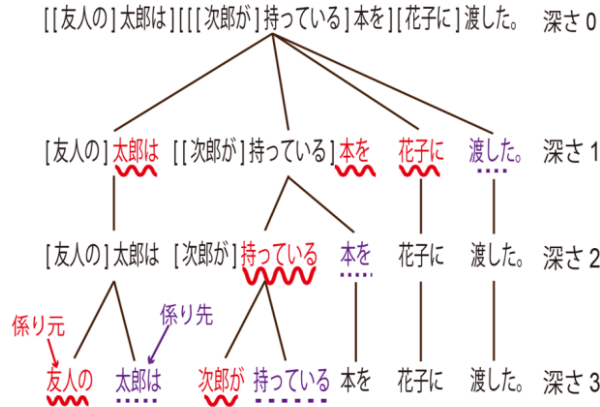 [[友人の]太郎は][[[次郎が]持っている]本を][花子に]渡した。 深さ0
[友人の]太郎は [[次郎が]持っている]本を 花子に 渡した。 深さ1
[友人の]太郎は [次郎が]持っている 本を 花子に 渡した。 深さ2
係り元 係り先
友人の 太郎は 次郎が 持っている 本を 花子に 渡した。 深さ3